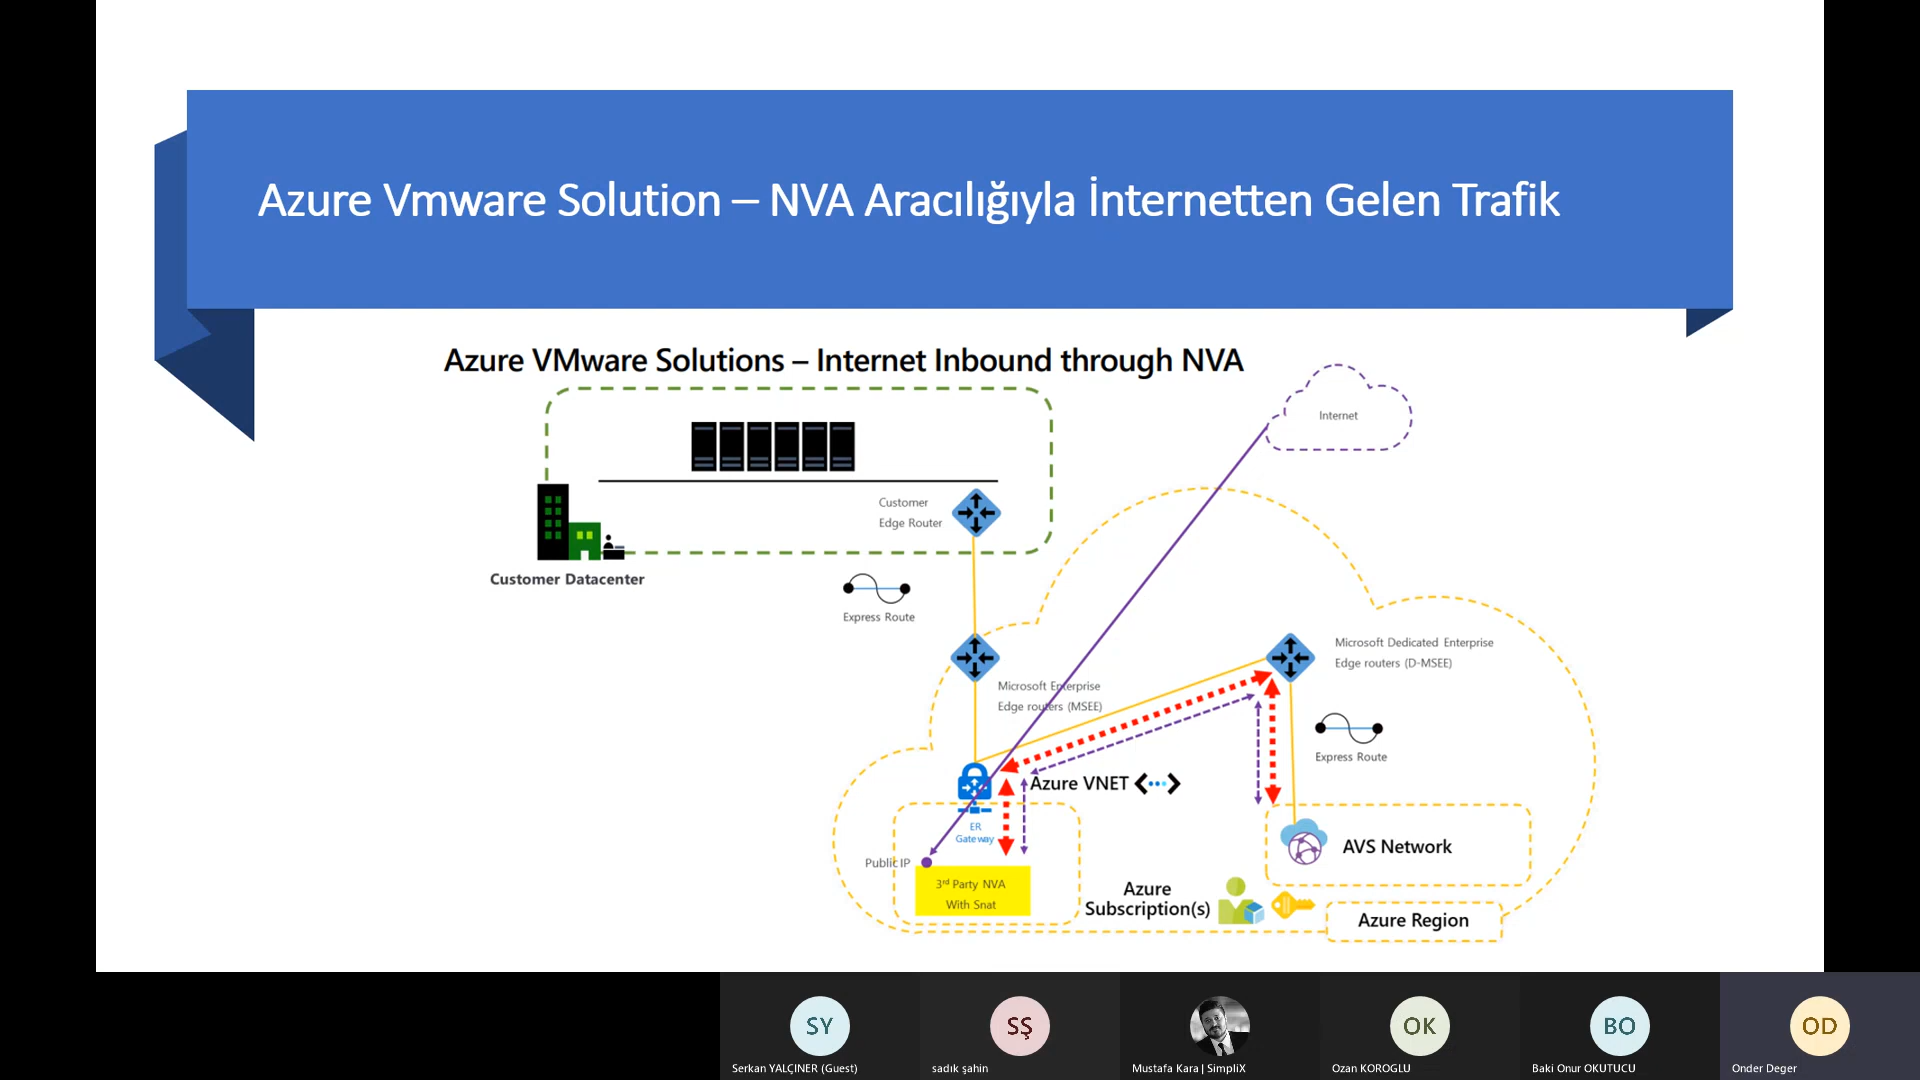 Azure Vmware Solution – NVA Aracılığıyla İnternetten Gelen Trafik
Azure VMware Solutions – Internet Inbound through NVA
Internet
Customer
Edge Router
Customer Datacenter
Express Route
Microsoft Enterprise
Edge routers (MSEE)
Microsoft Dedicated Enterprise
Edge routers (D-MSEE)
Express Route
Azure VNET
ER
Gateway
Public IP
3rd Party NVA
With Snat
AVS Network
Azure
Subscription(s)
Azure Region
SY
SŞ
OK
BO
OD
Serkan YALÇINER (Guest)
sadık şahin
Mustafa Kara | SimpliX
Ozan KOROGLU
Baki Onur OKUTUCU
Onder Deger